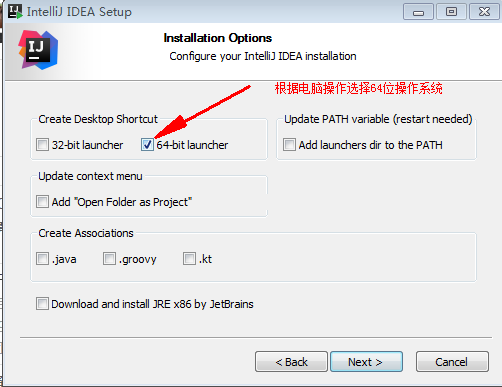 IntelliJ IDEA Setup
IJ
Installation Options
Configure your IntelliJ IDEA installation
根据电脑操作选择64位操作系统
Create Desktop Shortcut
Update PATH variable (restart needed)
32-bit launcher
64-bit launcher
Add launchers dir to the PATH
Update context menu
Add "Open Folder as Project"
Create Associations
.java
.groovy
.kt
Download and install JRE x86 by JetBrains
< Back
Next >
Cancel